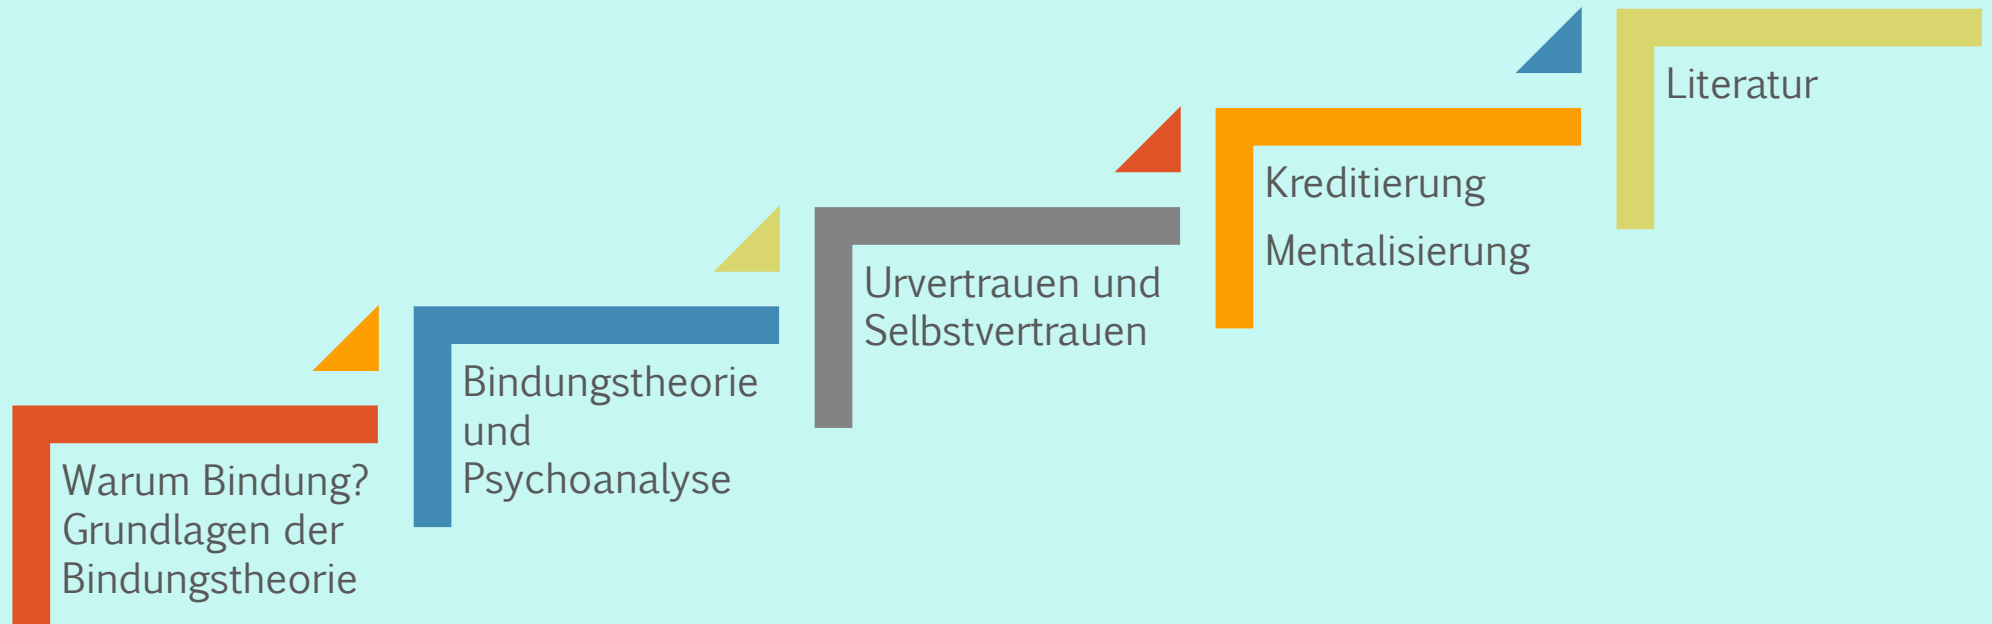 Warum Bindung?
Grundlagen der
Bindungstheorie
Bindungstheorie
und
Psychoanalyse
Urvertrauen und
Selbstvertrauen
Kreditierung
Mentalisierung
Literatur